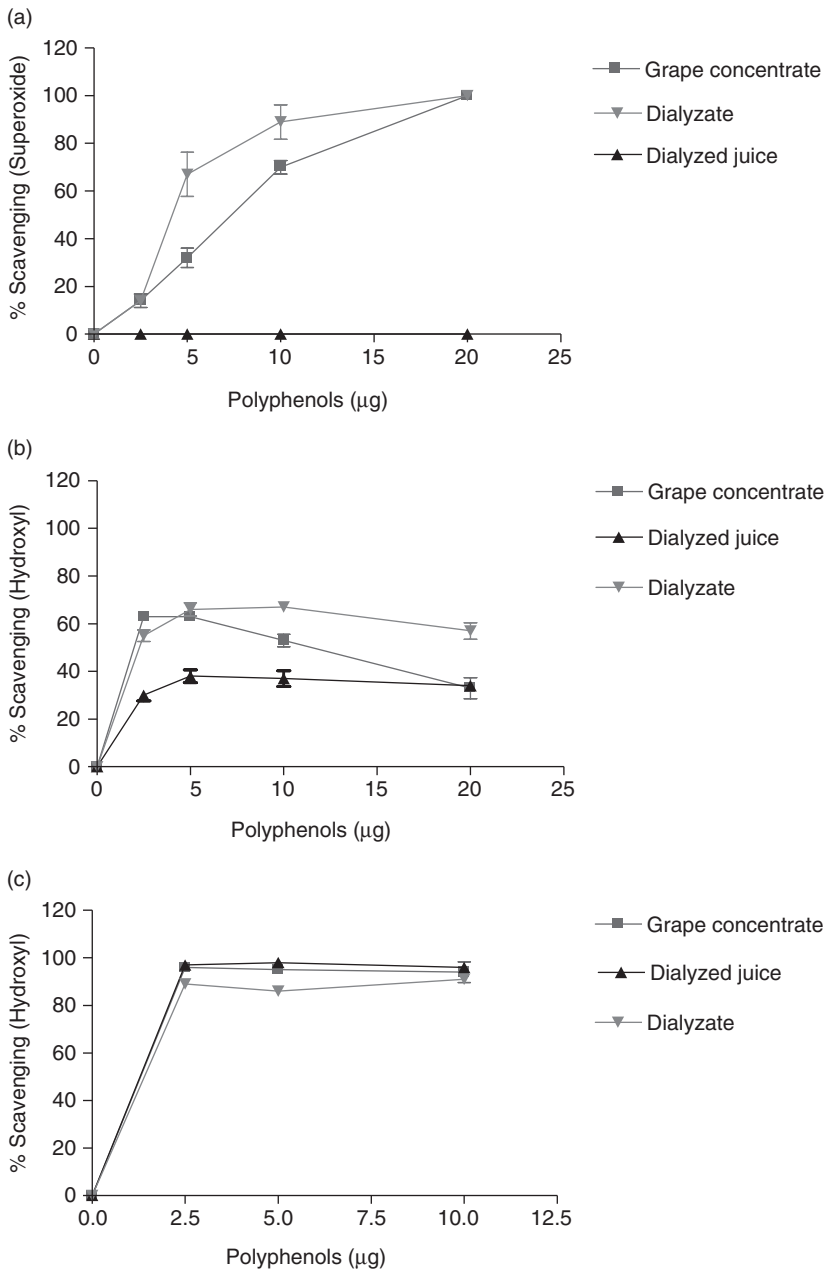 (a)
120
100
80
60
40
20
0
% Scavenging (Superoxide)
0 5 10 15 20 25
Polyphenols (μg)
Grape concentrate
Dialyzate
Dialyzed juice
(b)
120
100
80
60
40
20
0
% Scavenging (Hydroxyl)
0 5 10 15 20 25
Polyphenols (μg)
Grape concentrate
Dialyzed juice
Dialyzate
(c)
120
100
80
60
40
20
0
% Scavenging (Hydroxyl)
0.0 2.5 5.0 7.5 10.0 12.5
Polyphenols (μg)
Grape concentrate
Dialyzed juice
Dialyzate